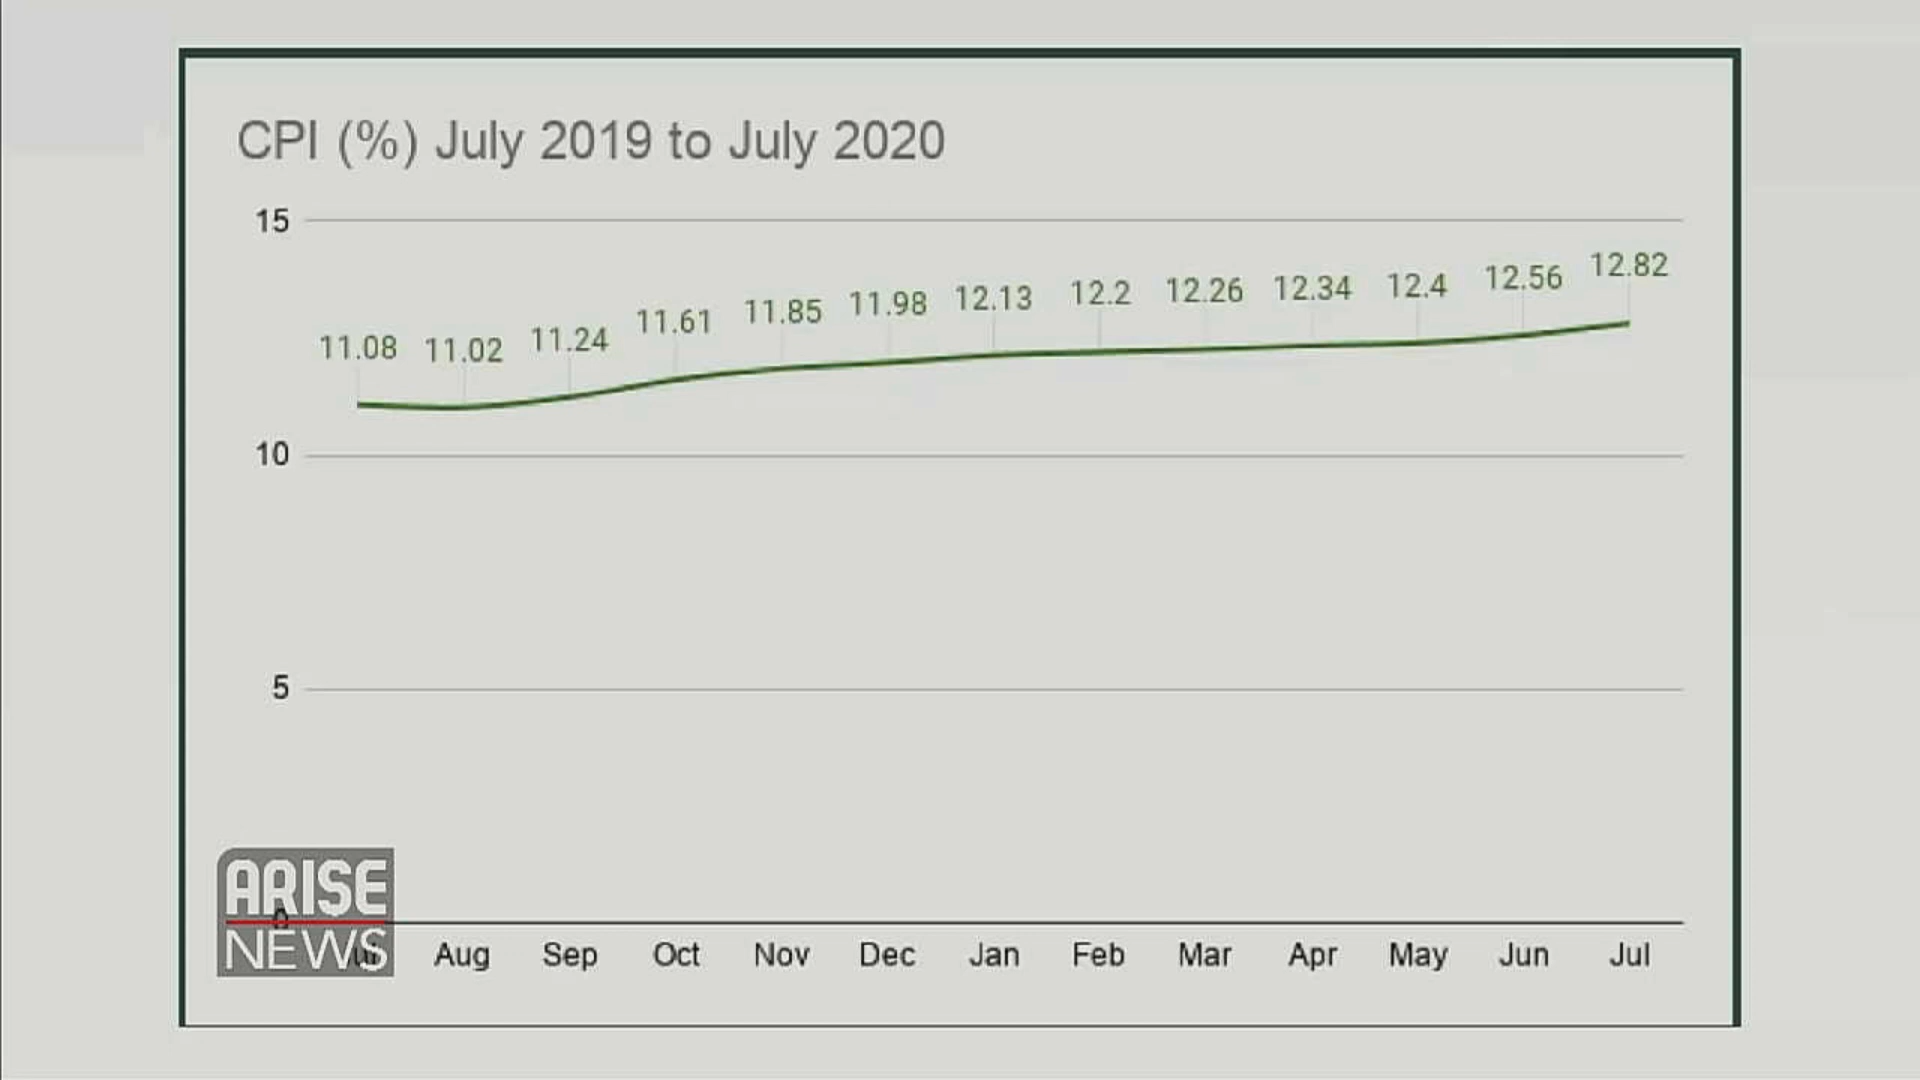 CPI (%) July 2019 to July 2020
15
11.08 11.02 11.24 11.61 11.85 11.98 12.13 12.2 12.26 12.34 12.4 12.56 12.82
10
5
0
ARISE
NEWS
Aug Sep Oct Nov Dec Jan Feb Mar Apr May Jun Jul